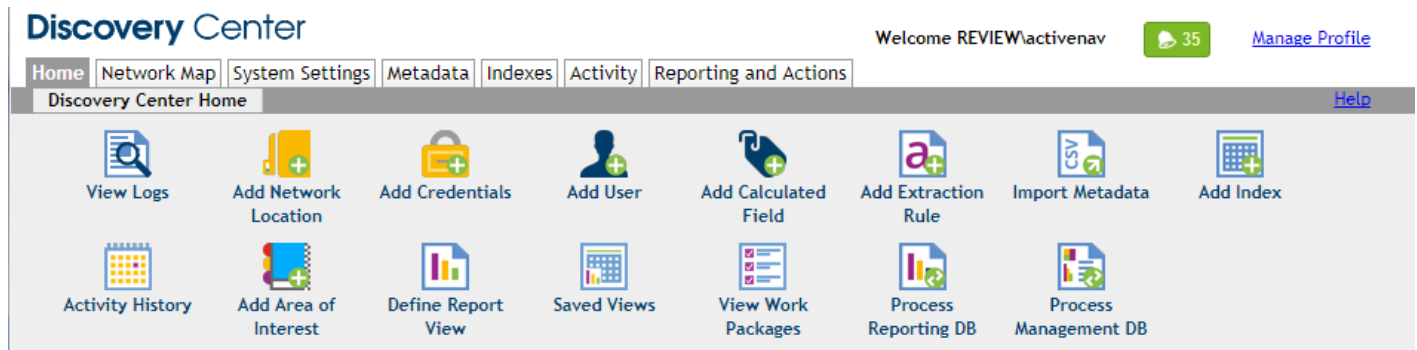 Discovery Center
Welcome REVIEW\activenav
35
Manage Profile
Home Network Map System Settings Metadata Indexes Activity Reporting and Actions
Discovery Center Home
Help
View Logs
Add Network
Location
Add Credentials
Add User
Add Calculated
Field
a
Add Extraction
Rule
CSV
Import Metadata
Add Index
Activity History
Add Area of
Interest
Define Report
View
Saved Views
View Work
Packages
Process
Reporting DB
Process
Management DB